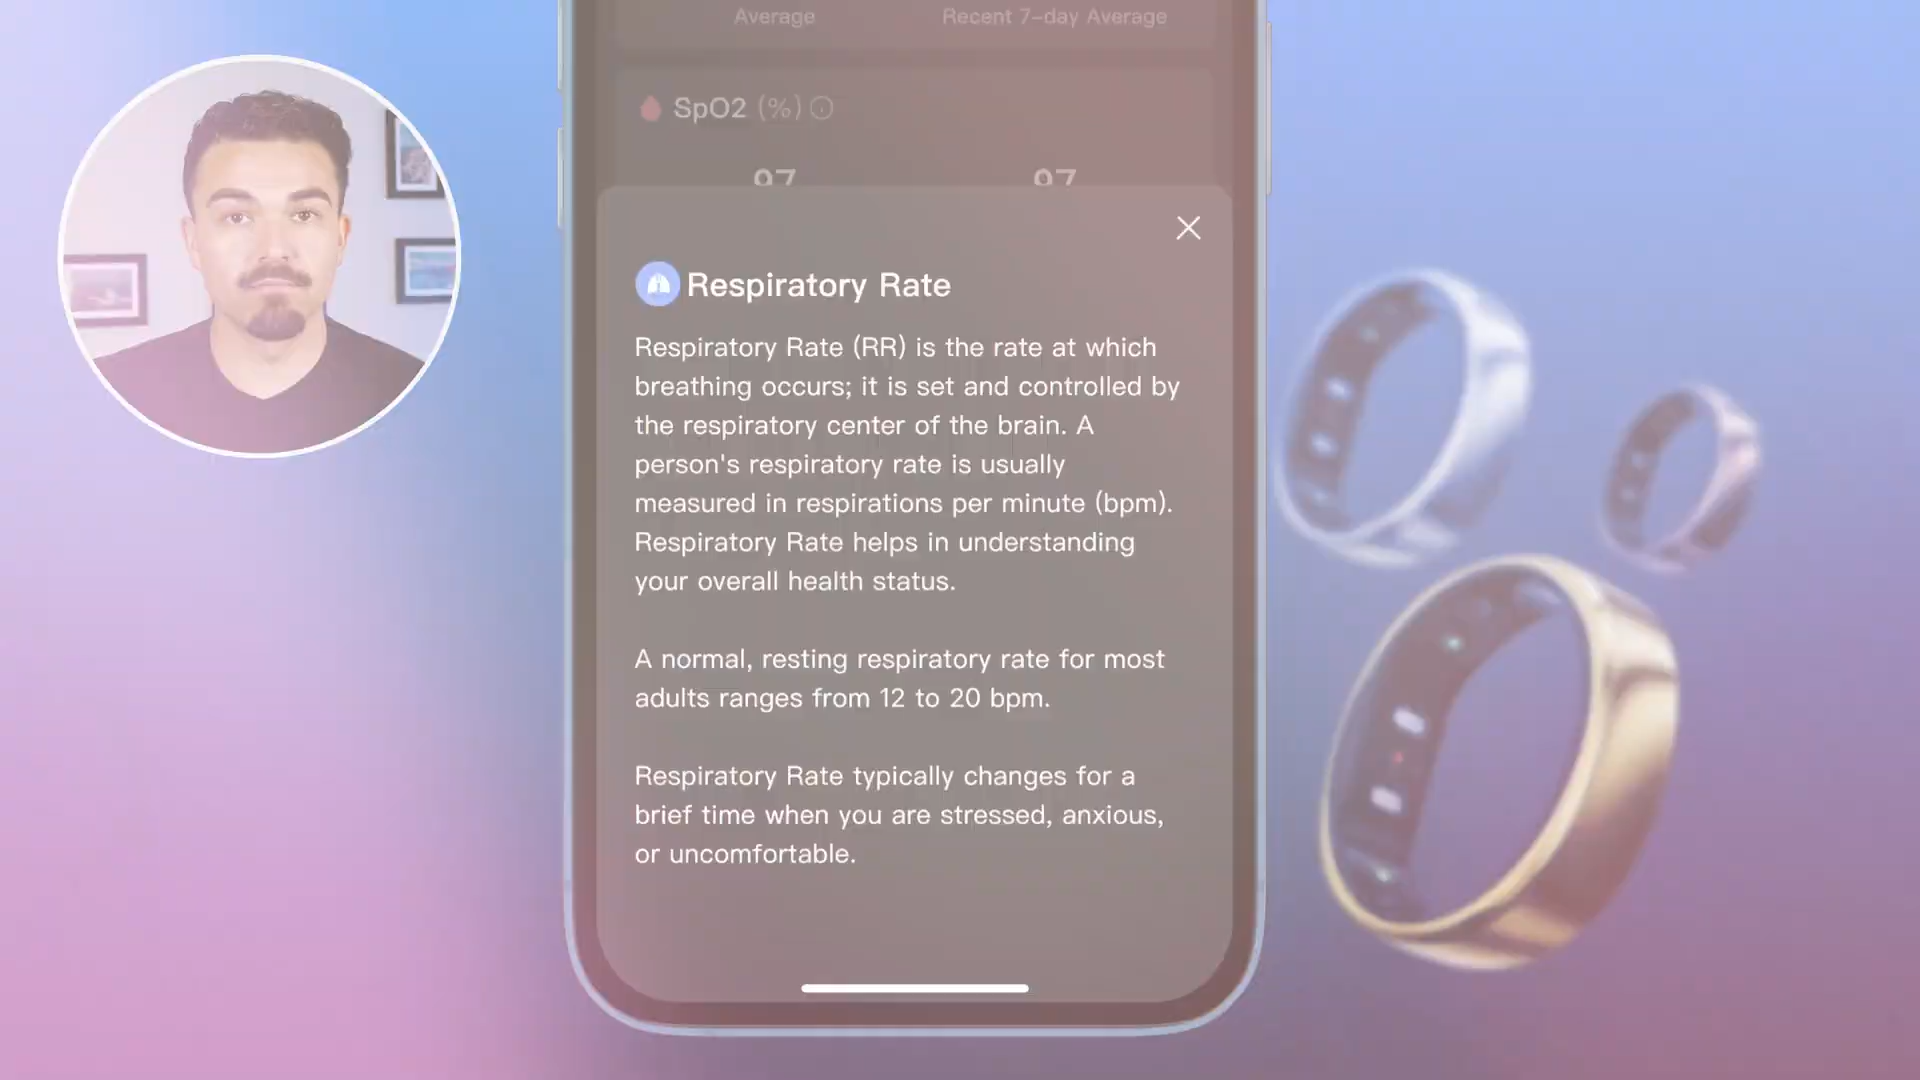 Average
Recent 7-day Average
SpO2 (%)
97
97
Respiratory Rate
Respiratory Rate (RR) is the rate at which
breathing occurs; it is set and controlled by
the respiratory center of the brain. A
person's respiratory rate is usually
measured in respirations per minute (bpm).
Respiratory Rate helps in understanding
your overall health status.
A normal, resting respiratory rate for most
adults ranges from 12 to 20 bpm.
Respiratory Rate typically changes for a
brief time when you are stressed, anxious,
or uncomfortable.